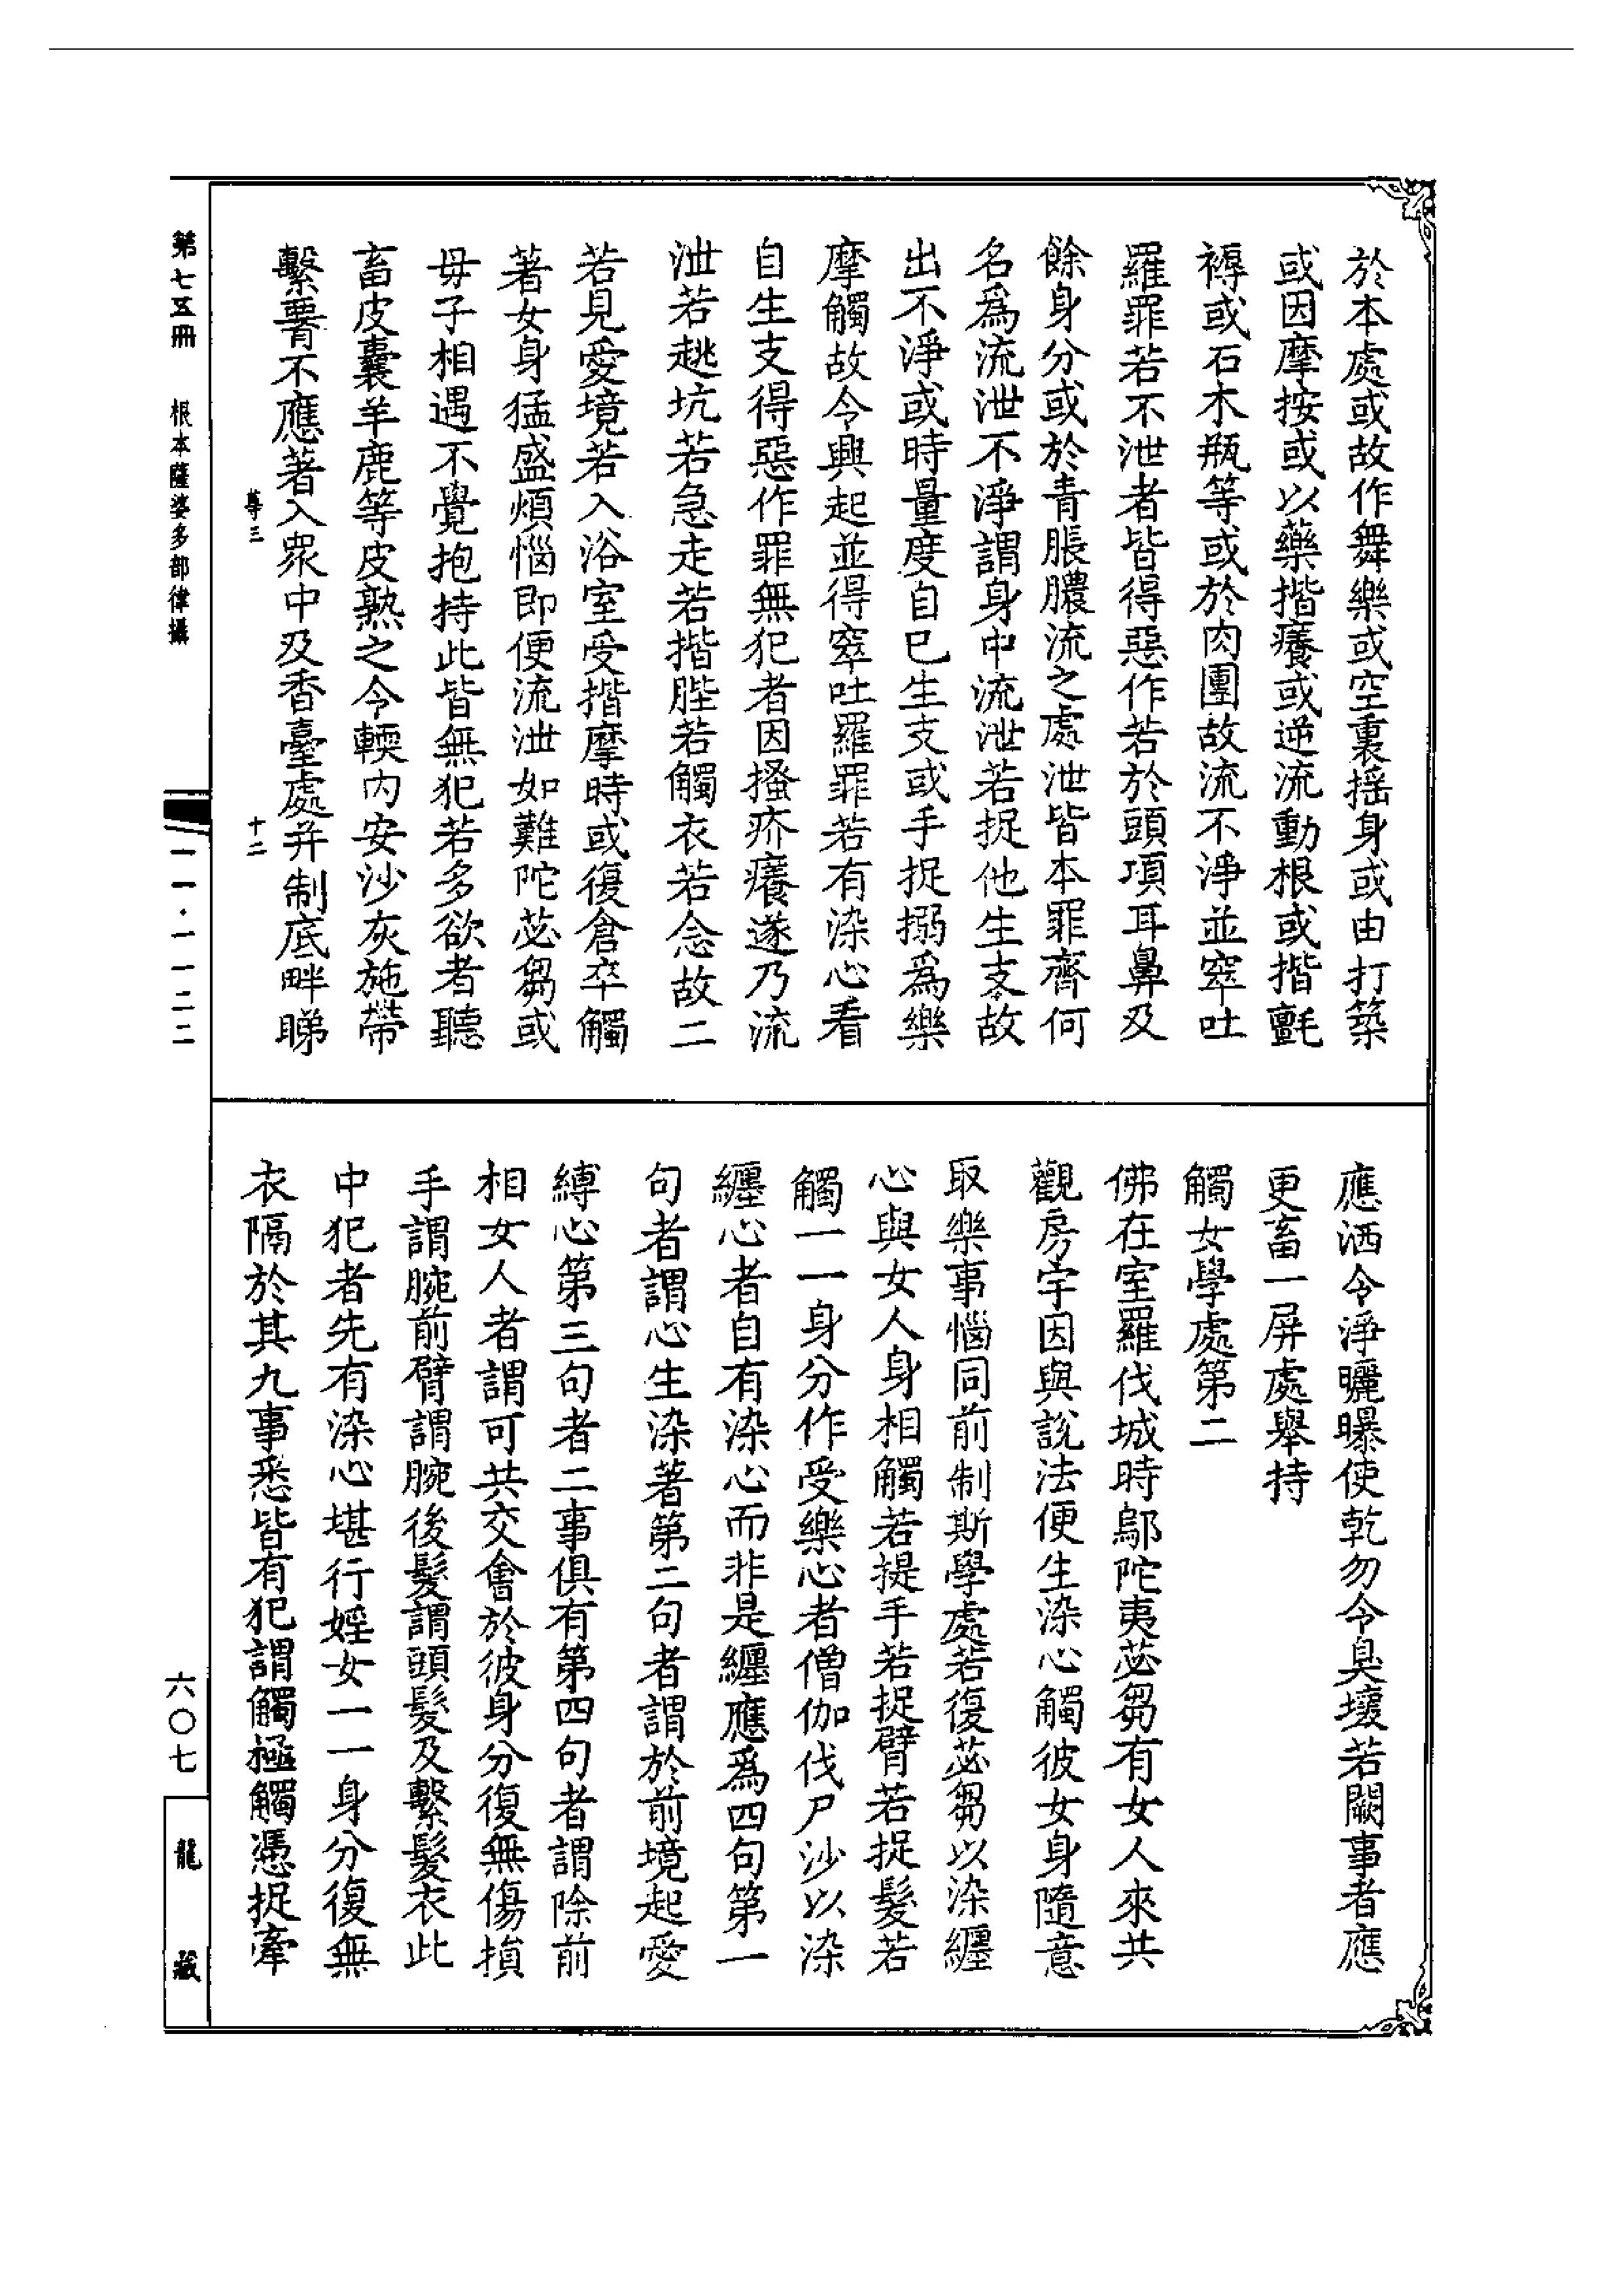 於本處或故作舞樂或空裏揺身或由打築
或因摩按或以藥揩癢或逆流動根或揩氈
褥或石木瓶等或於肉團故流不淨並窣吐
羅罪若不泄者皆得惡作若於頭項耳鼻及
餘身分或於青脹膿流之處泄皆本罪齊何
名爲流泄不淨謂身中流泄若捉他生支故
出不淨或時量度自已生支或手捉搦爲樂
摩觸故令興起並得窣吐羅罪若有染心看
自生支得惡作罪無犯者因搔疥癢遂乃流
泄若趒坑若急走若揩䏶若觸衣若念故二
若見愛境若入浴室受揩摩時或復倉卒觸
著女身猛盛煩惱即便流泄如難陀苾芻或
毋子相遇不覺抱持此皆無犯若多欲者聽
畜皮囊羊鹿等皮熟之令輭内安沙灰施帶
繫䙅不應著入衆中及香臺處并制底畔睇
尊三 十二
應洒令淨曬曝使乾勿令臭壞若闕事者應
更畜一屏處舉持
觸女學處第二
佛在室羅伐城時鄔陀夷苾芻有女人來共
觀房宇因與說法便生染心觸彼女身隨意
取樂事惱同前制斯學處若復苾芻以染纏
心與女人身相觸若提手若捉臂若捉髮若
觸一一身分作受樂心者僧伽伐尸沙以染
纏心者自有染心而非是纏應爲四句第一
句者謂心生染著第二句者謂於前境起愛
縛心第三句者二事俱有第四句者謂除前
相女人者謂可共交會於彼身分復無傷損
手謂腕前臂謂腕後髮謂頭髮及繫髮衣此
中犯者先有染心堪行婬女一一身分復無
衣隔於其九事悉皆有犯謂觸極觸憑捉牽
第七五冊 根本薩婆多部律攝
一一·一一二二
六〇七
龍藏